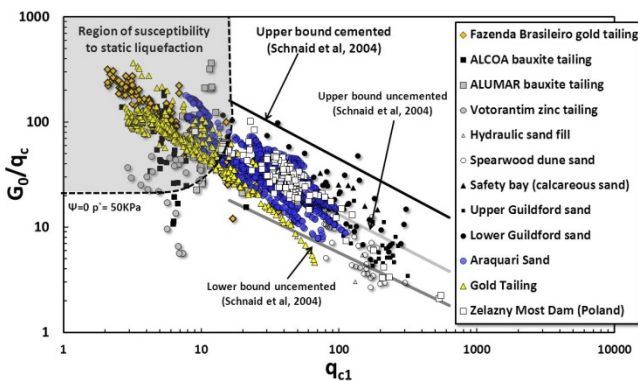 1000
100
10
1
G₀/qc
1
10
100
1000
10000
qc1
Region of susceptibility
to static liquefaction
Ψ=0 p`= 50KPa
Upper bound cemented
(Schnaid et al, 2004)
Upper bound uncemented
(Schnaid et al, 2004)
Lower bound uncemented
(Schnaid et al, 2004)
Fazenda Brasileiro gold tailing
ALCOA bauxite tailing
ALUMAR bauxite tailing
Votorantim zinc tailing
Hydraulic sand fill
Spearwood dune sand
Safety bay (calcareous sand)
Upper Guildford sand
Lower Guildford sand
Araquari Sand
Gold Tailing
Zelazny Most Dam (Poland)